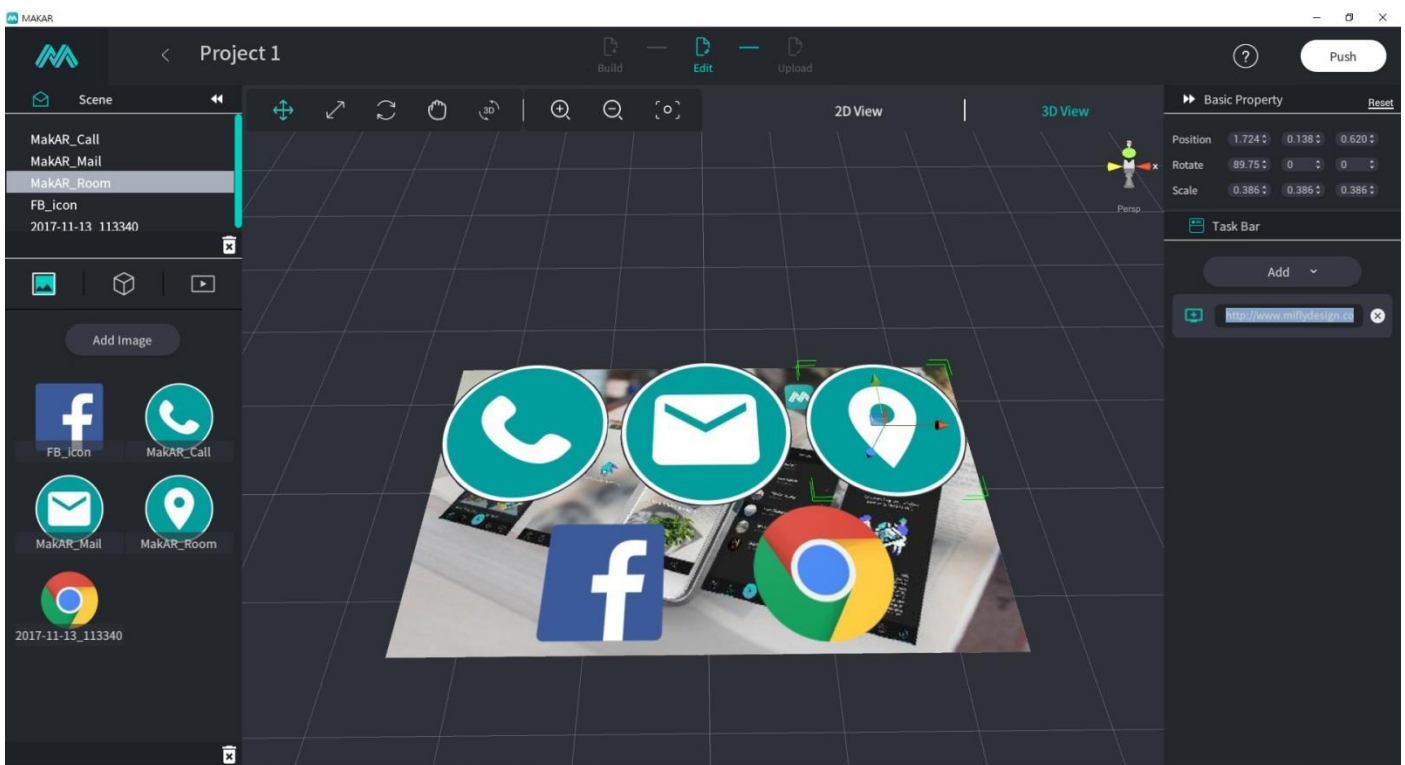 MAKAR
Project 1
Build
Edit
Upload
?
Push
Scene
MakAR_Call
MakAR_Mail
MakAR_Room
FB_icon
2017-11-13_113340
2D View
3D View
x
Persp
Basic Property
Reset
Position 1.724 0.138 0.620
Rotate 89.75 0 0
Scale 0.386 0.386 0.386
Task Bar
Add
http://www.miflydesign.co
Add Image
FB_icon
MakAR_Call
MakAR_Mail
MakAR_Room
2017-11-13_113340
3D